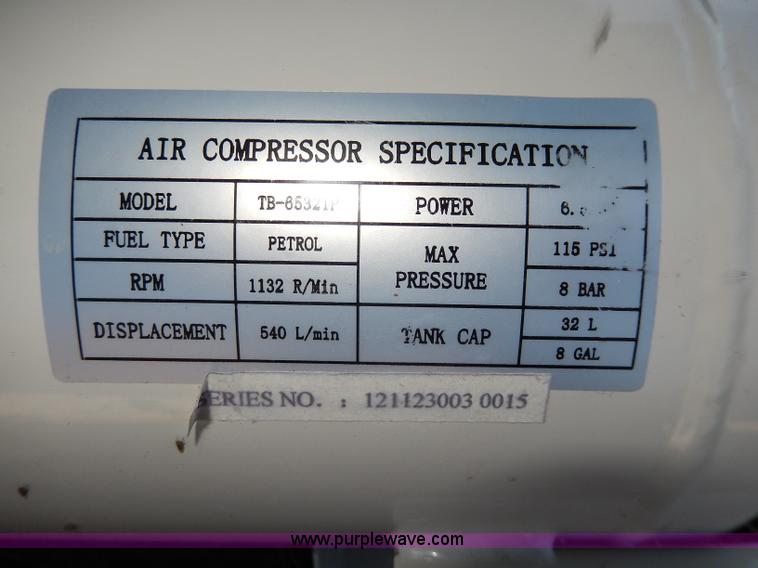 AIR COMPRESSOR SPECIFICATION
MODEL TB-65321P POWER
FUEL TYPE PETROL MAX PRESSURE 115 PSI
RPM 1132 R/Min 8 BAR
DISPLACEMENT 540 L/min TANK CAP 32 L
8 GAL
SERIES NO. : 121123003 0015
www.purplewave.com